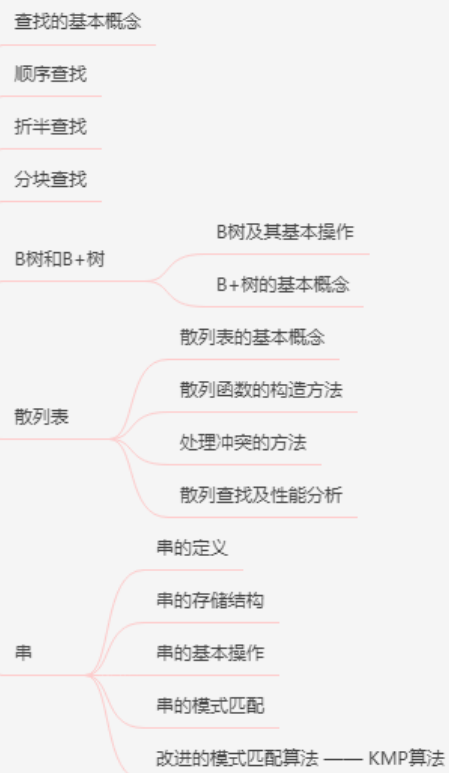 查找的基本概念
顺序查找
折半查找
分块查找
B树和B+树
B树及其基本操作
B+树的基本概念
散列表
散列表的基本概念
散列函数的构造方法
处理冲突的方法
散列查找及性能分析
串
串的定义
串的存储结构
串的基本操作
串的模式匹配
改进的模式匹配算法 —— KMP算法